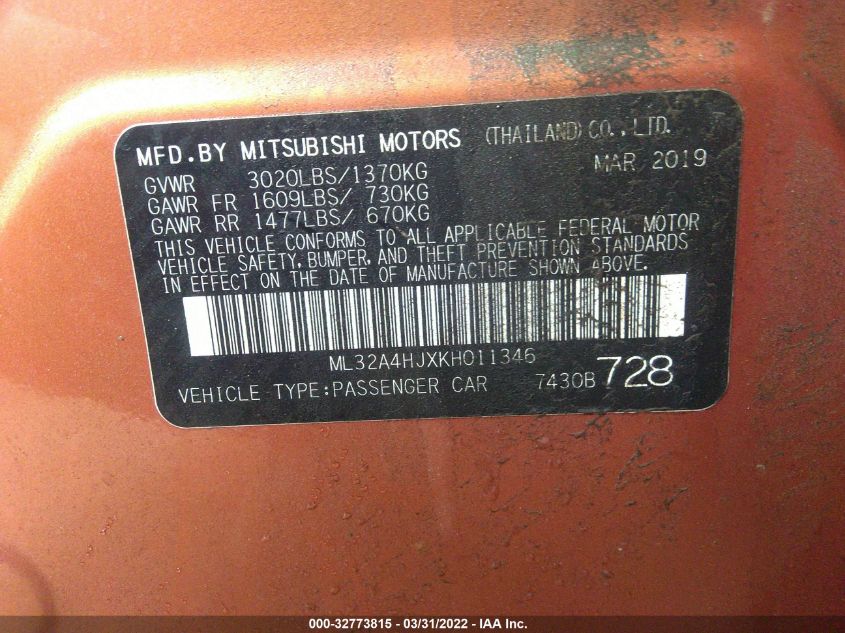 MFD.BY MITSUBISHI MOTORS (THAILAND)CO.,LTD.
MAR 2019
GVWR 3020LBS/1370KG
GAWR FR 1609LBS/ 730KG
GAWR RR 1477LBS/ 670KG
THIS VEHICLE CONFORMS TO ALL APPLICABLE FEDERAL MOTOR
VEHICLE SAFETY,BUMPER,AND THEFT PREVENTION STANDARDS
IN EFFECT ON THE DATE OF MANUFACTURE SHOWN ABOVE.
ML32A4HJXKH011346
VEHICLE TYPE:PASSENGER CAR 7430B 728
000-32773815 - 03/31/2022 - IAA Inc.